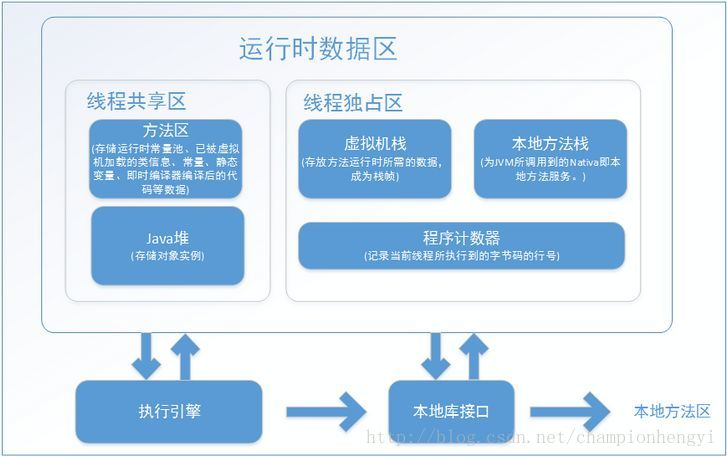 运行时数据区
线程共享区
线程独占区
方法区
(存储运行时常量池、已被虚拟
机加载的类信息、常量、静态
变量、即时编译器编译后的代
码等数据)
Java堆
(存储对象实例)
虚拟机栈
(存放方法运行时所需的数据,
成为栈帧)
本地方法栈
(为JVM所调用到的Nativa即本
地方法服务。)
程序计数器
(记录当前线程所执行到的字节码的行号)
执行引擎
本地库接口
本地方法区
http://blog.csdn.net/championhengyi